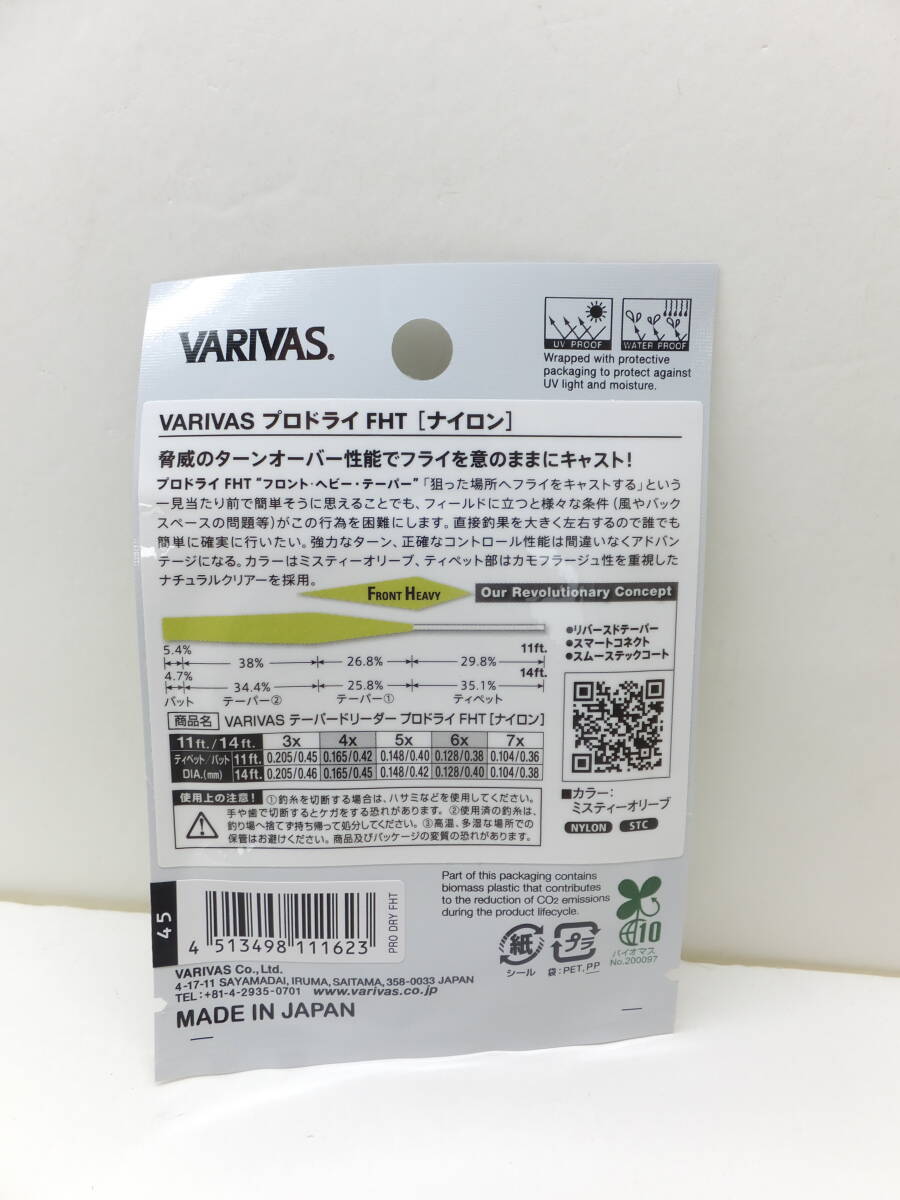 VARIVAS®
UV PROOF
WATER PROOF
Wrapped with protective
packaging to protect against
UV light and moisture.
VARIVAS プロドライ FHT [ナイロン]
脅威のターンオーバー性能でフライを意のままにキャスト!
プロドライ FHT “フロント・ヘビー・テーパー”「狙った場所へフライをキャストする」という
一見当たり前で簡単そうに思えることでも、フィールドに立つと様々な条件(風やバック
スペースの問題等)がこの行為を困難にします。直接釣果を大きく左右するので誰でも
簡単に確実に行いたい。強力なターン、正確なコントロール性能は間違いなくアドバン
テージになる。カラーはミスティーオリーブ、ティペット部はカモフラージュ性を重視した
ナチュラルクリアーを採用。
FRONT HEAVY
Our Revolutionary Concept
●リバースドテーパー
●スマートコネクト
●スムーステックコート
5.4% 38% 26.8% 29.8% 11ft.
4.7% 34.4% 25.8% 35.1% 14ft.
バット テーパー② テーパー① ティペット
商品名 VARIVAS テーパードリーダー プロドライ FHT [ナイロン]
11ft./14ft. 3x 4x 5x 6x 7x
ティペット/バット 11ft. 0.205/0.45 0.165/0.42 0.148/0.40 0.128/0.38 0.104/0.36
DIA.(mm) 14ft. 0.205/0.46 0.165/0.45 0.148/0.42 0.128/0.40 0.104/0.38
■カラー:
ミスティーオリーブ
NYLON STC
使用上の注意! ①釣糸を切断する場合は、ハサミなどを使用してください。
手や歯で切断するとケガをする恐れがあります。②使用済の釣糸は、
釣り場へ捨てず持ち帰って処分してください。③高温、多湿な場所での
保管はお避けください。商品及びパッケージの変質の恐れがあります。
45
4 513498 111623
PRO DRY FHT
Part of this packaging contains
biomass plastic that contributes
to the reduction of CO2 emissions
during the product lifecycle.
紙
シール
プラ
袋:PET,PP
10
バイオマス
No.200097
VARIVAS Co.,Ltd.
4-17-11 SAYAMADAI, IRUMA, SAITAMA, 358-0033 JAPAN
TEL:+81-4-2935-0701 www.varivas.co.jp
MADE IN JAPAN